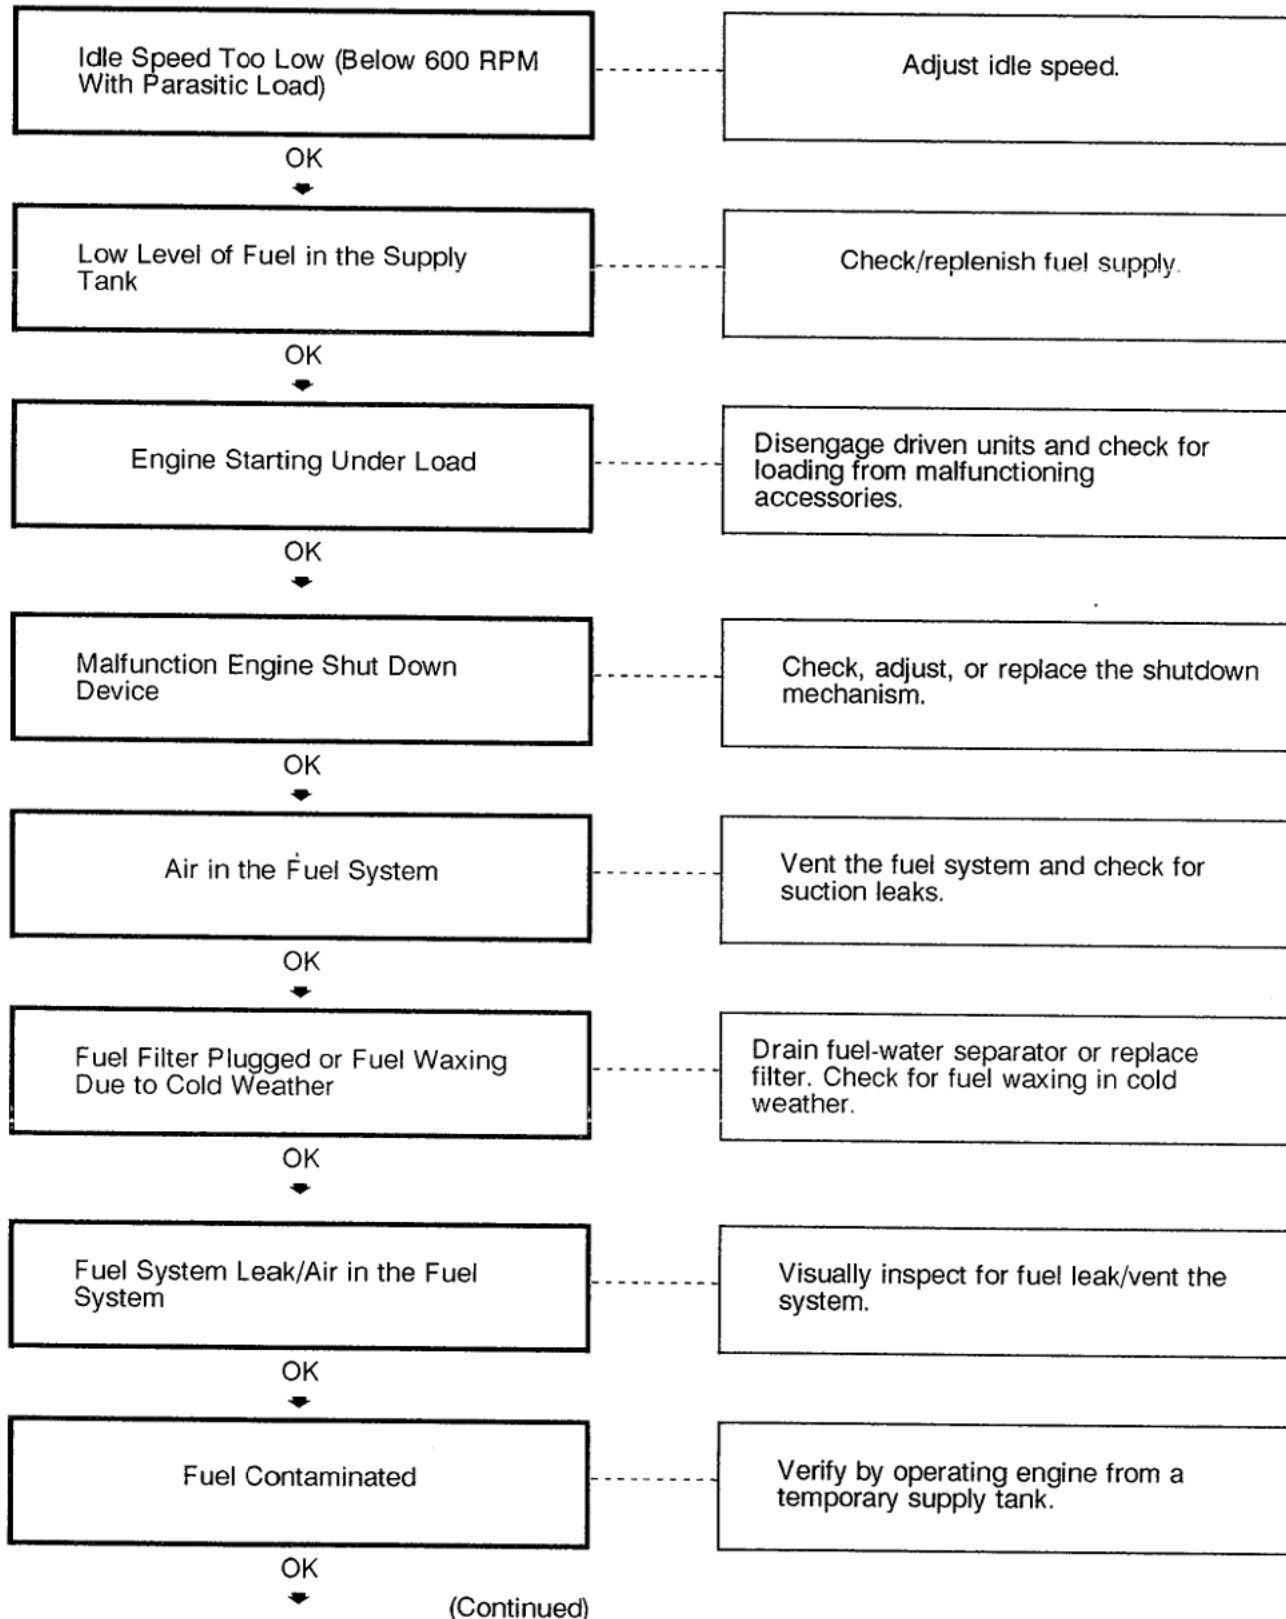 Idle Speed Too Low (Below 600 RPM
With Parasitic Load)
Adjust idle speed.
OK
Low Level of Fuel in the Supply
Tank
Check/replenish fuel supply.
OK
Engine Starting Under Load
Disengage driven units and check for
loading from malfunctioning
accessories.
OK
Malfunction Engine Shut Down
Device
Check, adjust, or replace the shutdown
mechanism.
OK
Air in the Fuel System
Vent the fuel system and check for
suction leaks.
OK
Fuel Filter Plugged or Fuel Waxing
Due to Cold Weather
Drain fuel-water separator or replace
filter. Check for fuel waxing in cold
weather.
OK
Fuel System Leak/Air in the Fuel
System
Visually inspect for fuel leak/vent the
system.
OK
Fuel Contaminated
Verify by operating engine from a
temporary supply tank.
OK
(Continued)